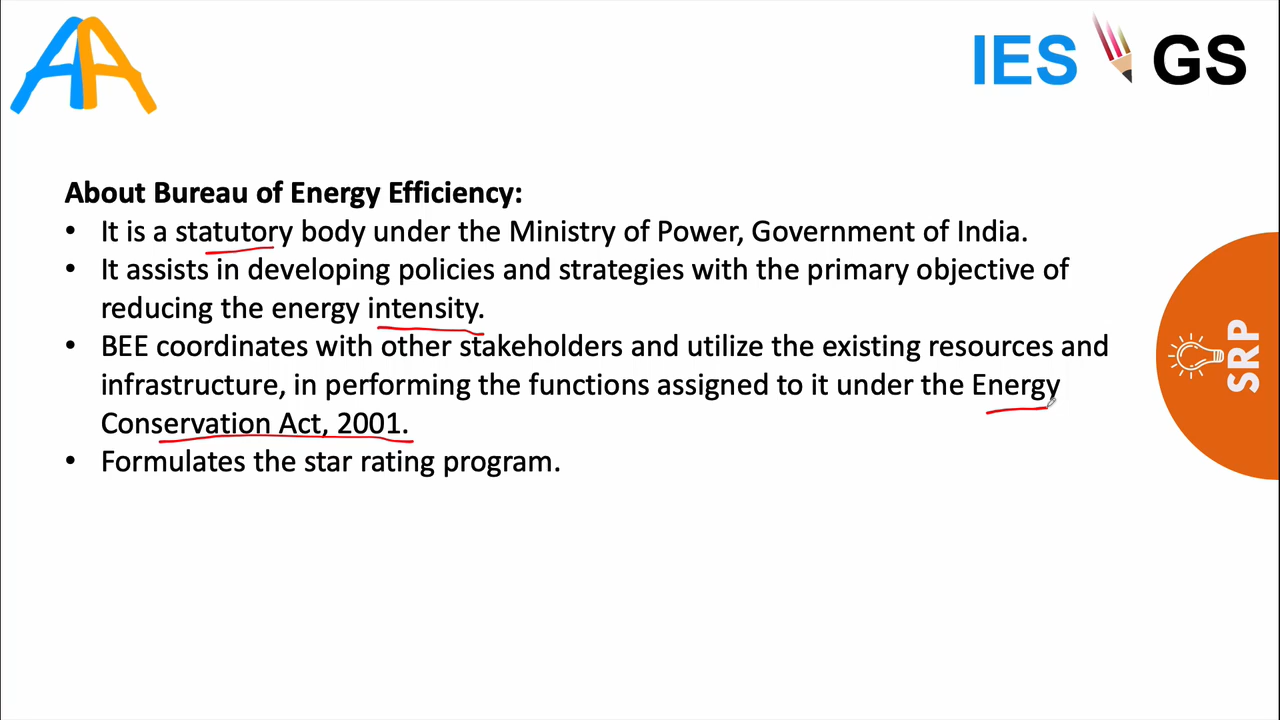 IES GS
About Bureau of Energy Efficiency:
• It is a statutory body under the Ministry of Power, Government of India.
• It assists in developing policies and strategies with the primary objective of
reducing the energy intensity.
• BEE coordinates with other stakeholders and utilize the existing resources and
infrastructure, in performing the functions assigned to it under the Energy
Conservation Act, 2001.
• Formulates the star rating program.
SRP